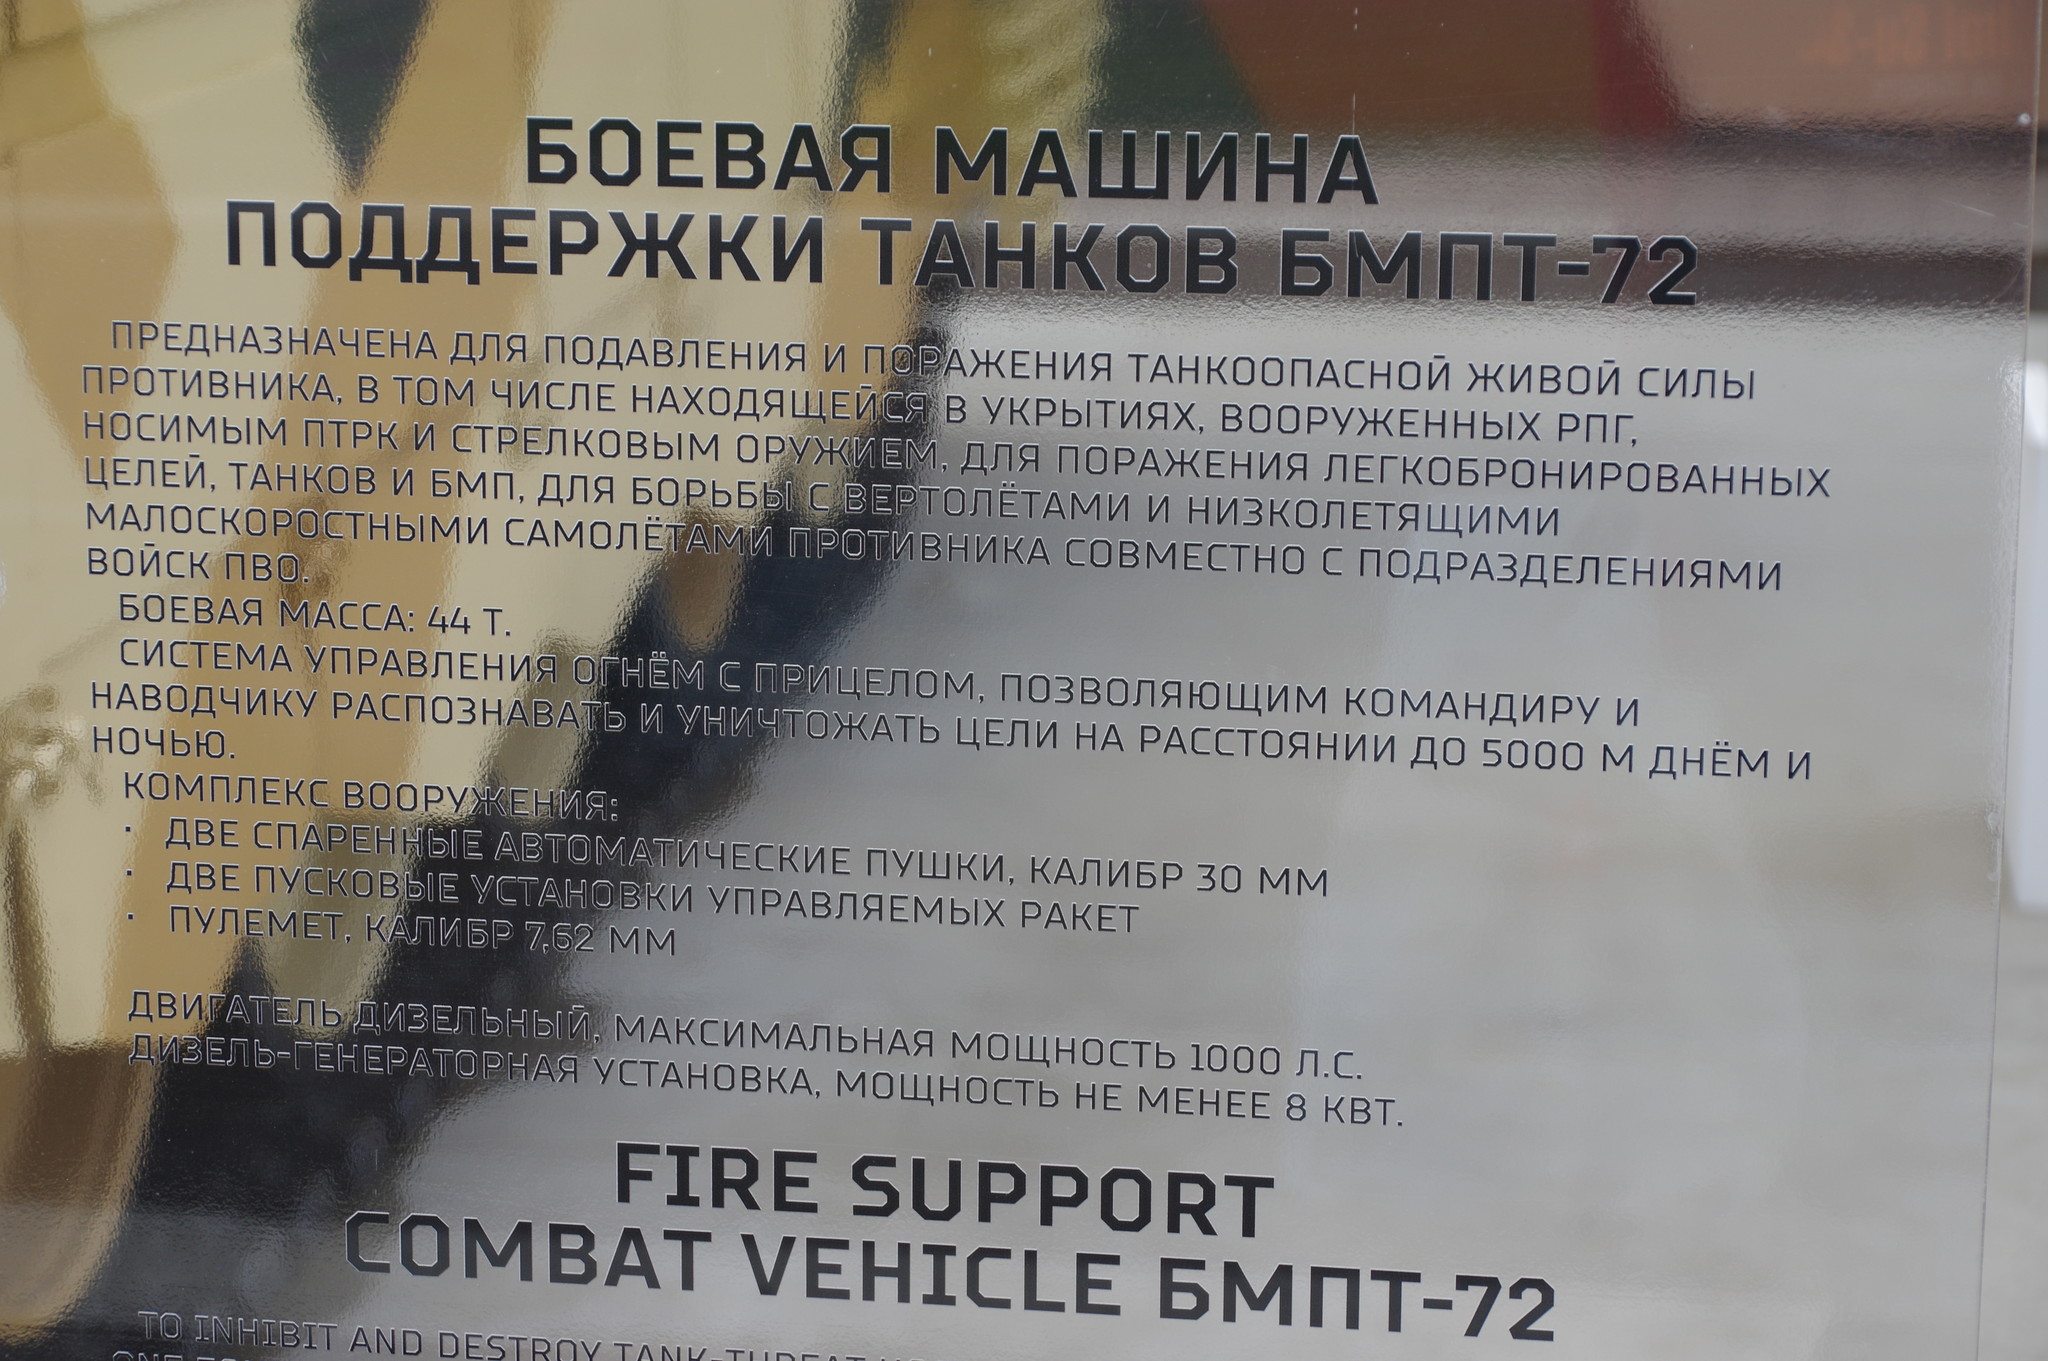 БОЕВАЯ МАШИНА
ПОДДЕРЖКИ ТАНКОВ БМПТ-72
ПРЕДНАЗНАЧЕНА ДЛЯ ПОДАВЛЕНИЯ И ПОРАЖЕНИЯ ТАНКООПАСНОЙ ЖИВОЙ СИЛЫ
ПРОТИВНИКА, В ТОМ ЧИСЛЕ НАХОДЯЩЕЙСЯ В УКРЫТИЯХ, ВООРУЖЕННЫХ РПГ,
НОСИМЫМ ПТРК И СТРЕЛКОВЫМ ОРУЖИЕМ, ДЛЯ ПОРАЖЕНИЯ ЛЕГКОБРОНИРОВАННЫХ
ЦЕЛЕЙ, ТАНКОВ И БМП, ДЛЯ БОРЬБЫ С ВЕРТОЛЁТАМИ И НИЗКОЛЕТЯЩИМИ
МАЛОСКОРОСТНЫМИ САМОЛЁТАМИ ПРОТИВНИКА СОВМЕСТНО С ПОДРАЗДЕЛЕНИЯМИ
ВОЙСК ПВО.
БОЕВАЯ МАССА: 44 Т.
СИСТЕМА УПРАВЛЕНИЯ ОГНЁМ С ПРИЦЕЛОМ, ПОЗВОЛЯЮЩИМ КОМАНДИРУ И
НАВОДЧИКУ РАСПОЗНАВАТЬ И УНИЧТОЖАТЬ ЦЕЛИ НА РАССТОЯНИИ ДО 5000 М ДНЁМ И
НОЧЬЮ.
КОМПЛЕКС ВООРУЖЕНИЯ:
· ДВЕ СПАРЕННЫЕ АВТОМАТИЧЕСКИЕ ПУШКИ, КАЛИБР 30 ММ
· ДВЕ ПУСКОВЫЕ УСТАНОВКИ УПРАВЛЯЕМЫХ РАКЕТ
· ПУЛЕМЕТ, КАЛИБР 7,62 ММ
ДВИГАТЕЛЬ ДИЗЕЛЬНЫЙ, МАКСИМАЛЬНАЯ МОЩНОСТЬ 1000 Л.С.
ДИЗЕЛЬ-ГЕНЕРАТОРНАЯ УСТАНОВКА, МОЩНОСТЬ НЕ МЕНЕЕ 8 КВТ.
FIRE SUPPORT
COMBAT VEHICLE БМПТ-72
TO INHIBIT AND DESTROY TANK-THREAT